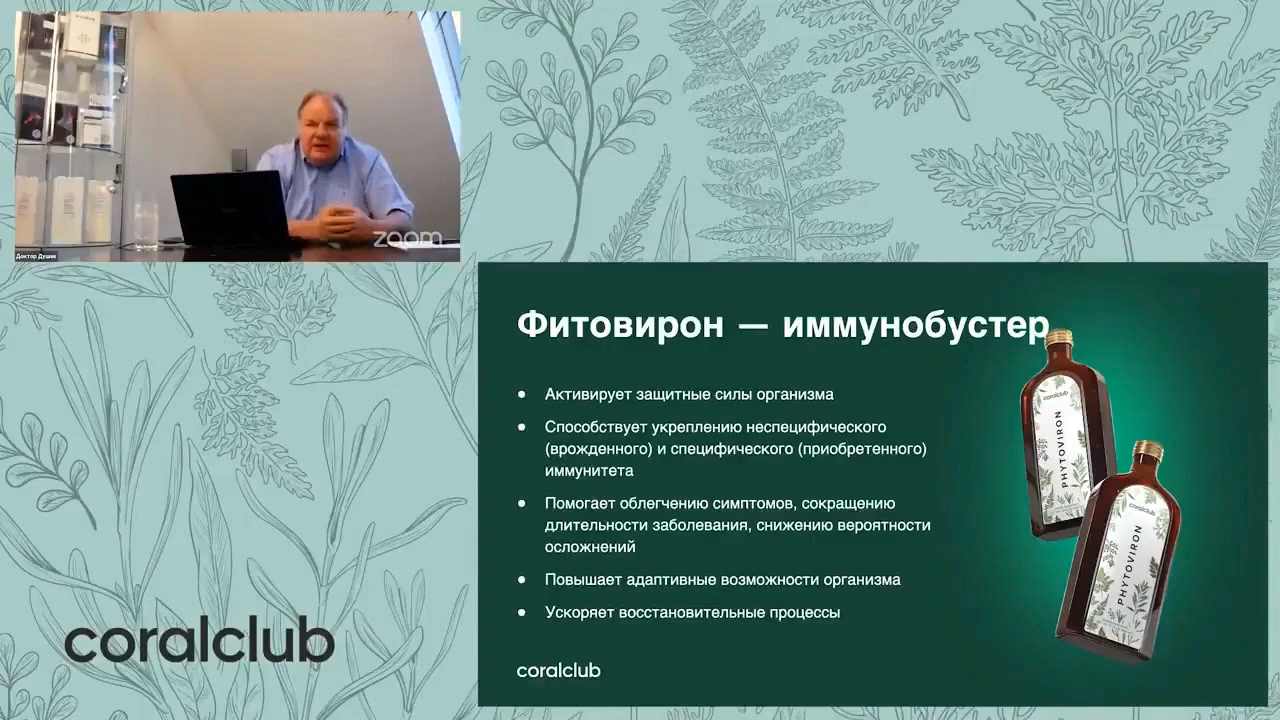 zoom
Доктор Душин
Фитовирон — иммунобустер
Активирует защитные силы организма
Способствует укреплению неспецифического
(врожденного) и специфического (приобретенного)
иммунитета
Помогает облегчению симптомов, сокращению
длительности заболевания, снижению вероятности
осложнений
Повышает адаптивные возможности организма
Ускоряет восстановительные процессы
coralclub
PHYTOVIRON
coralclub
PHYTOVIRON
coralclub
coralclub